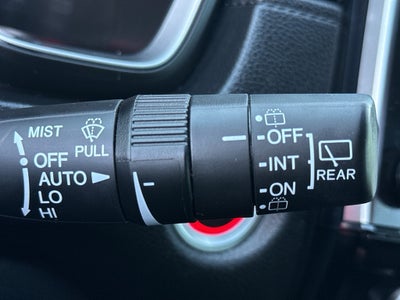 MIST
PULL
OFF
AUTO
LO
HI
OFF
INT
ON
REAR